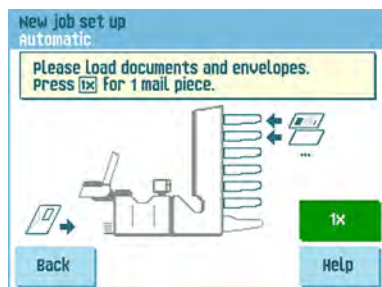 New job set up
Automatic
Please load documents and envelopes.
Press 1x for 1 mail piece.
...
1x
Back
Help